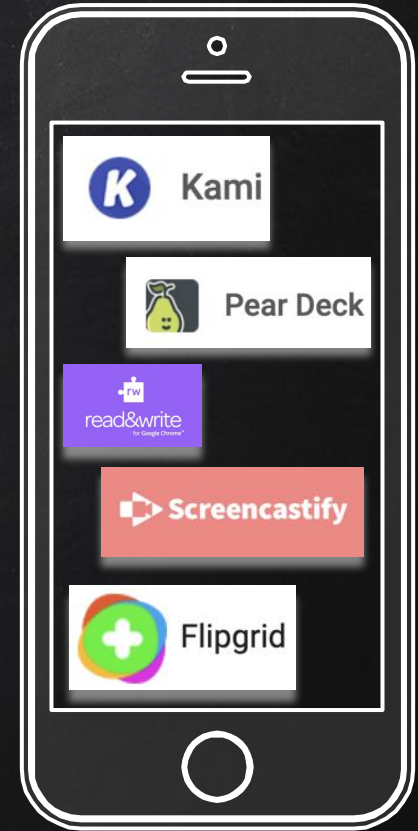 K
Kami
Pear Deck
rw
read&write
for Google Chrome™
Screencastify
Flipgrid